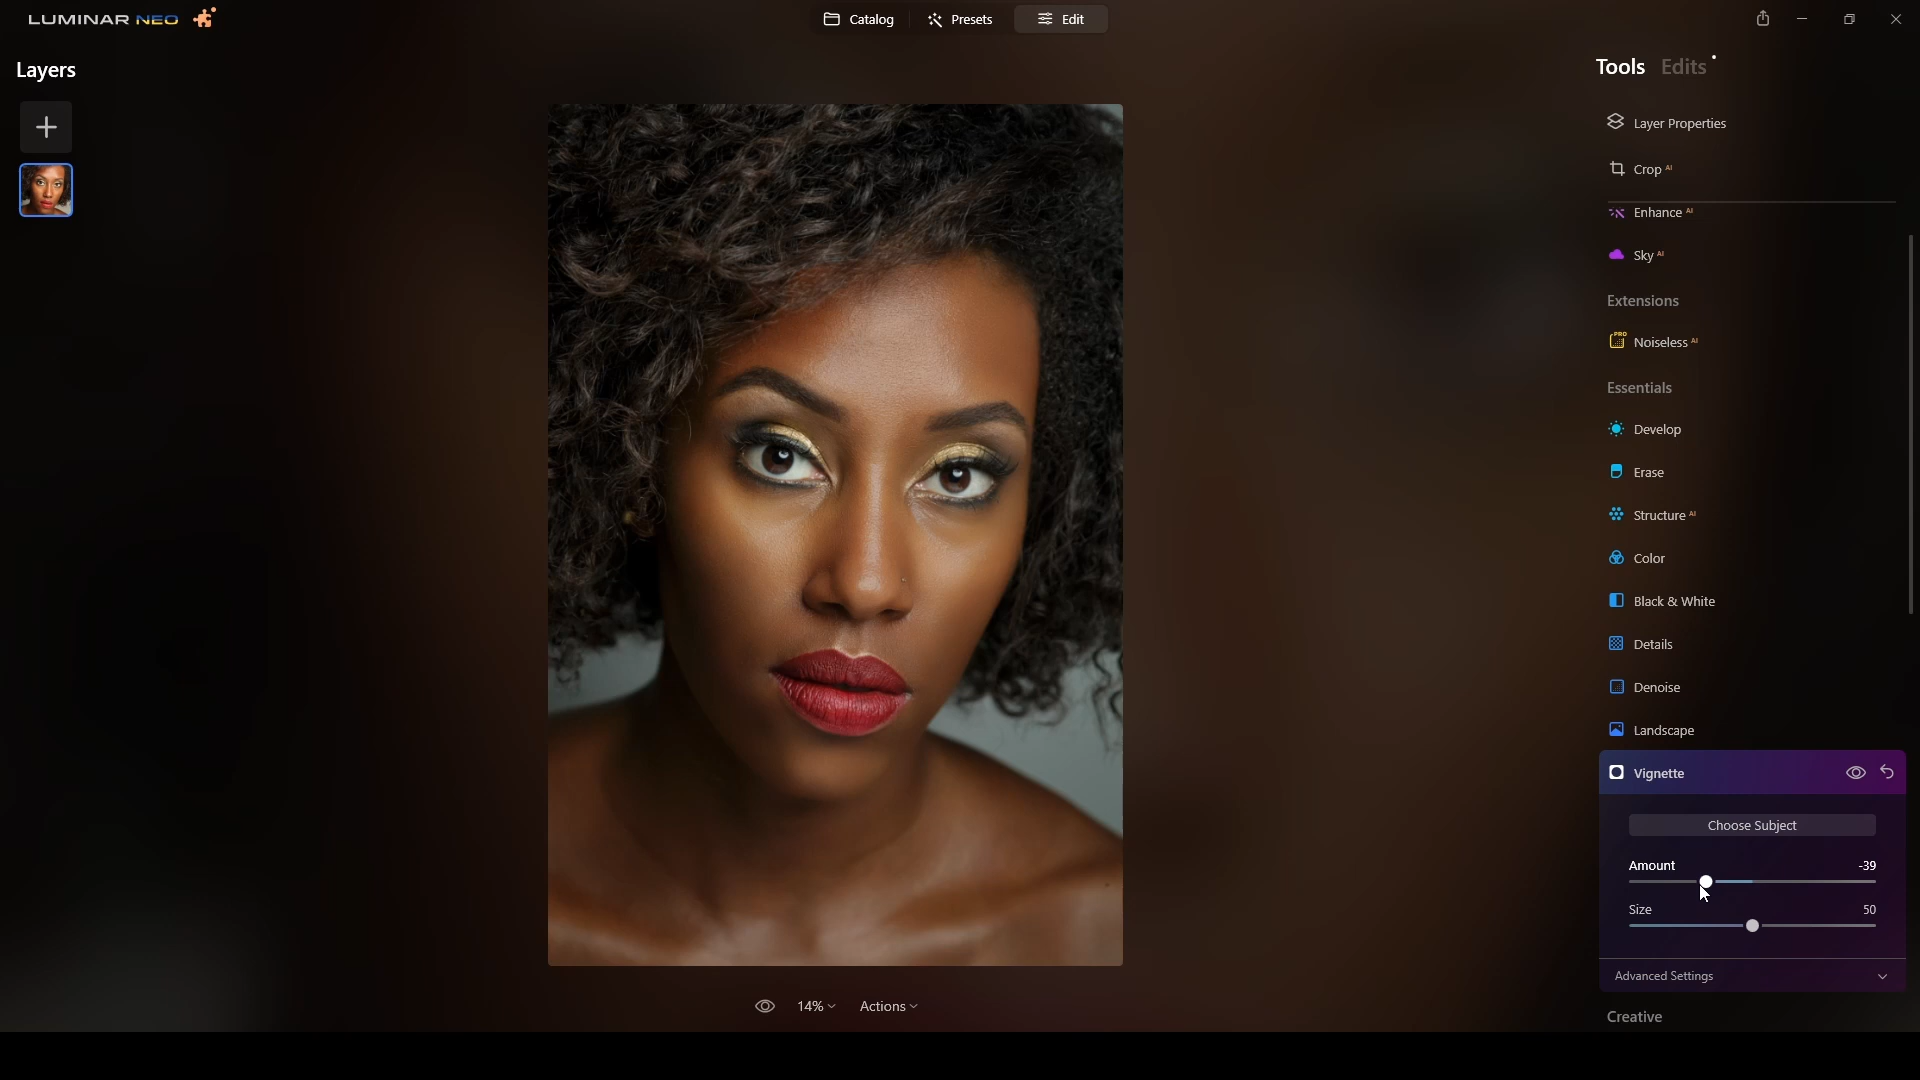 LUMINAR NEO
Catalog
Presets
Edit
Layers
Tools Edits
Layer Properties
Crop AI
Enhance AI
Sky AI
Extensions
PRO
Noiseless AI
Essentials
Develop
Erase
Structure AI
Color
Black & White
Details
Denoise
Landscape
Vignette
Choose Subject
Amount -39
Size 50
Advanced Settings
Creative
14%
Actions